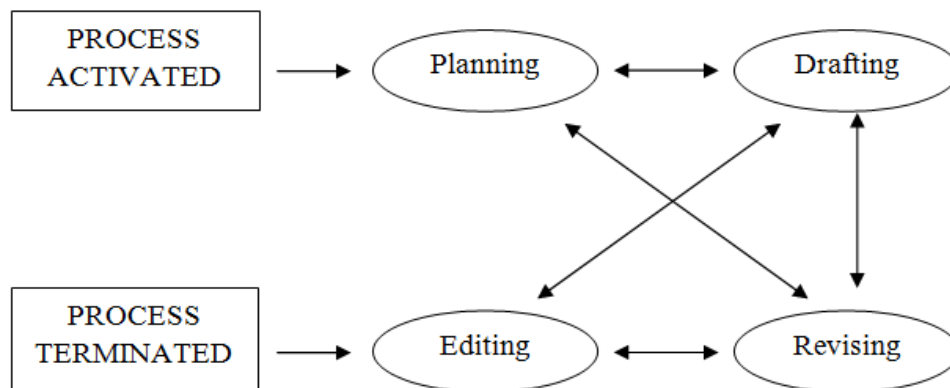 PROCESS
ACTIVATED
Planning
Drafting
PROCESS
TERMINATED
Editing
Revising